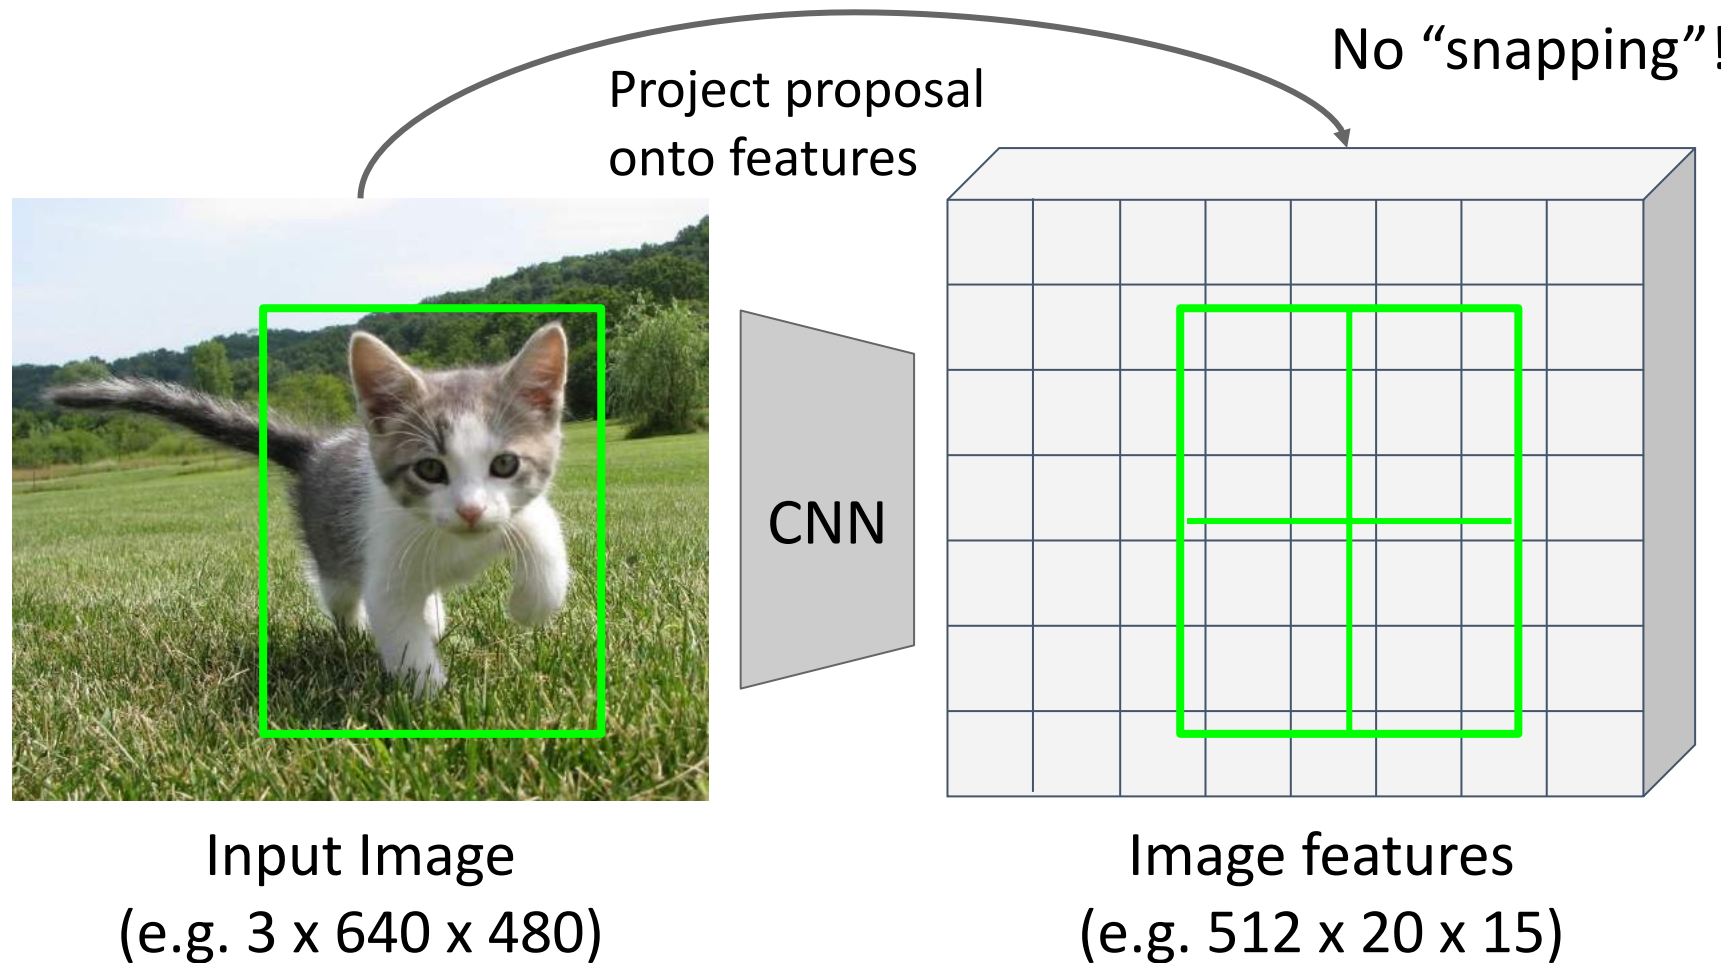 No “snapping”!
Project proposal
onto features
CNN
Input Image
(e.g. 3 x 640 x 480)
Image features
(e.g. 512 x 20 x 15)